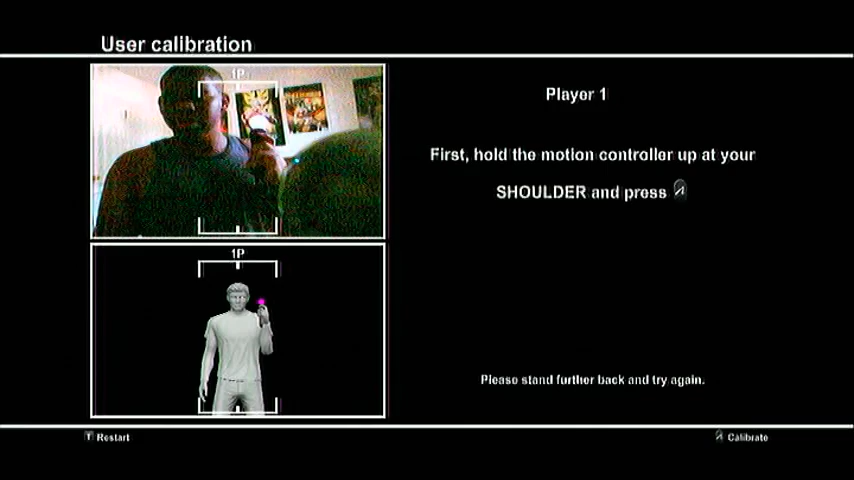 User calibration
1P
Player 1
First, hold the motion controller up at your
SHOULDER and press
1P
Please stand further back and try again.
Restart
Calibrate